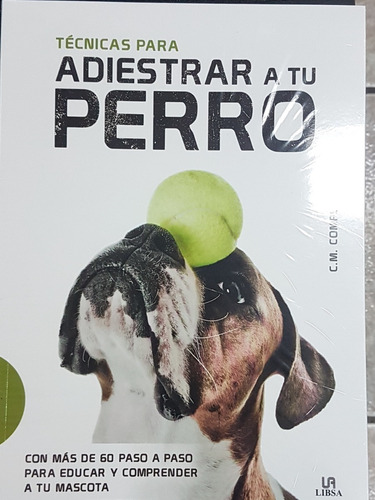 TÉCNICAS PARA
ADIESTRAR A TU
PERRO
C.M.
CON MÁS DE 60 PASO A PASO
PARA EDUCAR Y COMPRENDER
A TU MASCOTA
LIBSA